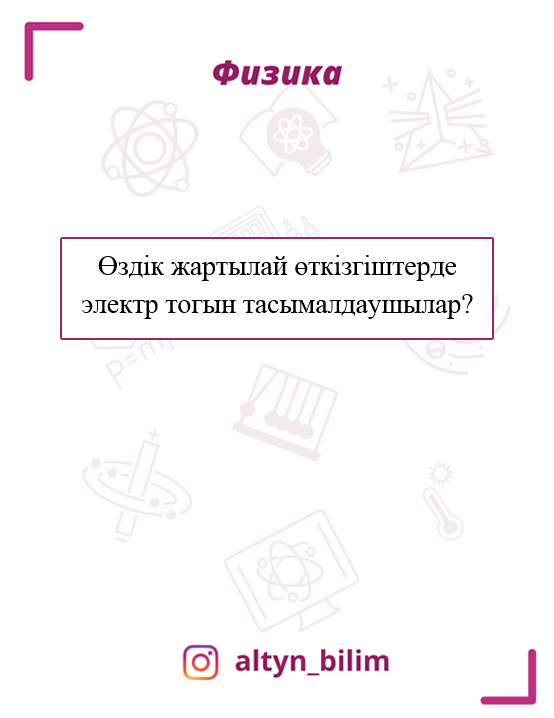 Физика
Өздік жартылай өткізгіштерде
электр тогын тасымалдаушылар?
P=m
altyn_bilim